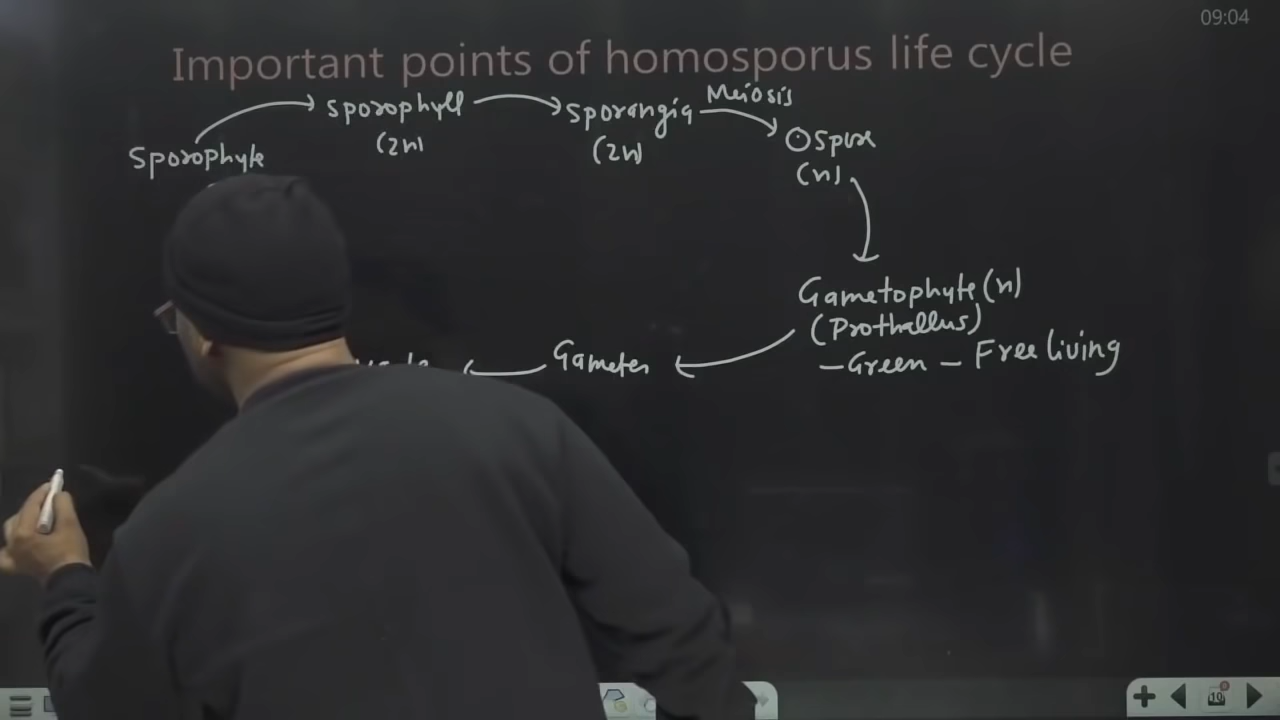 09:04
Important points of homosporus life cycle
Sporophyte
Sporophyll
(2n)
Sporangia
(2n)
Meiosis
Spore
(n)
Gametophyte (n)
(Prothallus)
- Green - Free living
Gametes
19